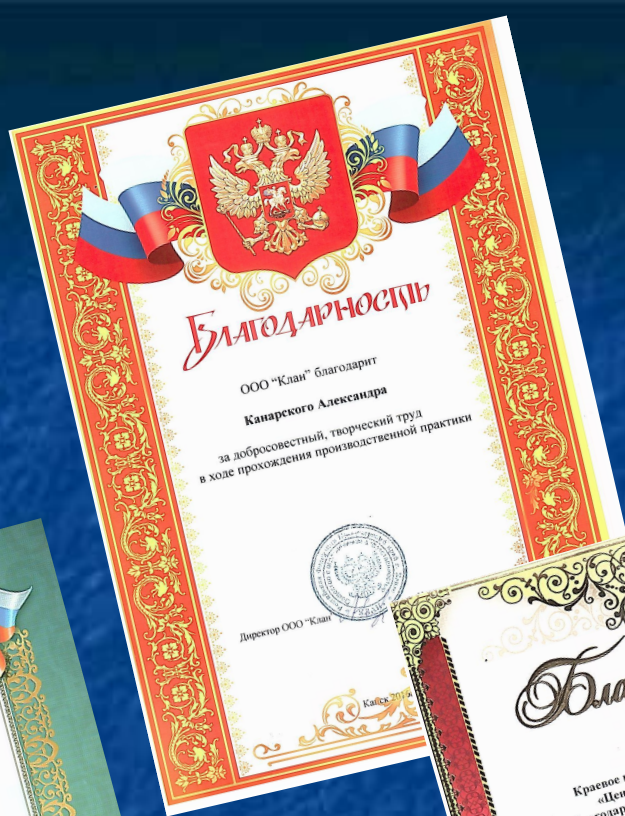 БЛАГОДАРНОСТЬ
ООО “Клан” благодарит
Канарского Александра
за добросовестный, творческий труд
в ходе прохождения производственной практики
Директор ООО “Клан
Канск
Бла
Краевое
«Цен